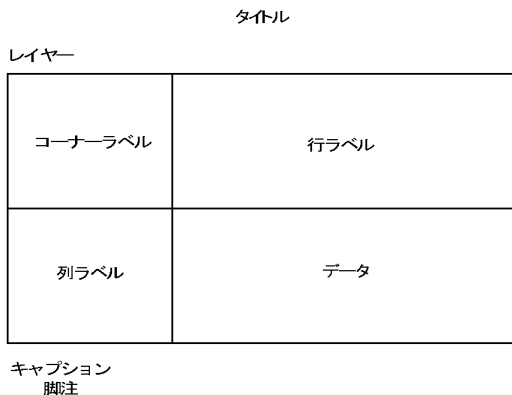 タイトル
レイヤー
コーナーラベル
行ラベル
列ラベル
データ
キャプション
脚注